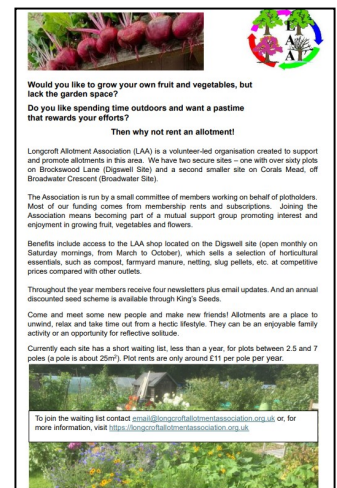 L
A A
Would you like to grow your own fruit and vegetables, but
lack the garden space?
Do you like spending time outdoors and want a pastime
that rewards your efforts?
Then why not rent an allotment!
Longcroft Allotment Association (LAA) is a volunteer-led organisation created to support
and promote allotments in this area. We have two secure sites – one with over sixty plots
on Brockswood Lane (Digswell Site) and a second smaller site on Corals Mead, off
Broadwater Crescent (Broadwater Site).
The Association is run by a small committee of members working on behalf of plotholders.
Most of our funding comes from membership rents and subscriptions. Joining the
Association means becoming part of a mutual support group promoting interest and
enjoyment in growing fruit, vegetables and flowers.
Benefits include access to the LAA shop located on the Digswell site (open monthly on
Saturday mornings, from March to October), which sells a selection of horticultural
essentials, such as compost, farmyard manure, netting, slug pellets, etc. at competitive
prices compared with other outlets.
Throughout the year members receive four newsletters plus email updates. And an annual
discounted seed scheme is available through King's Seeds.
Come and meet some new people and make new friends! Allotments are a place to
unwind, relax and take time out from a hectic lifestyle. They can be an enjoyable family
activity or an opportunity for reflective solitude.
Currently each site has a short waiting list, less than a year, for plots between 2.5 and 7
poles (a pole is about 25m²). Plot rents are only around £11 per pole per year.
To join the waiting list contact email@longcroftallotmentassociation.org.uk or, for
more information, visit https://longcroftallotmentassociation.org.uk